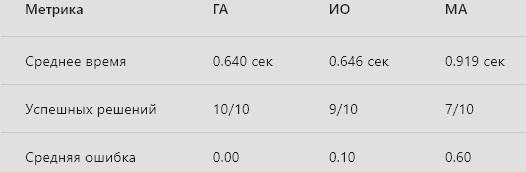 Метрика ГА ИО МА
Среднее время 0.640 сек 0.646 сек 0.919 сек
Успешных решений 10/10 9/10 7/10
Средняя ошибка 0.00 0.10 0.60